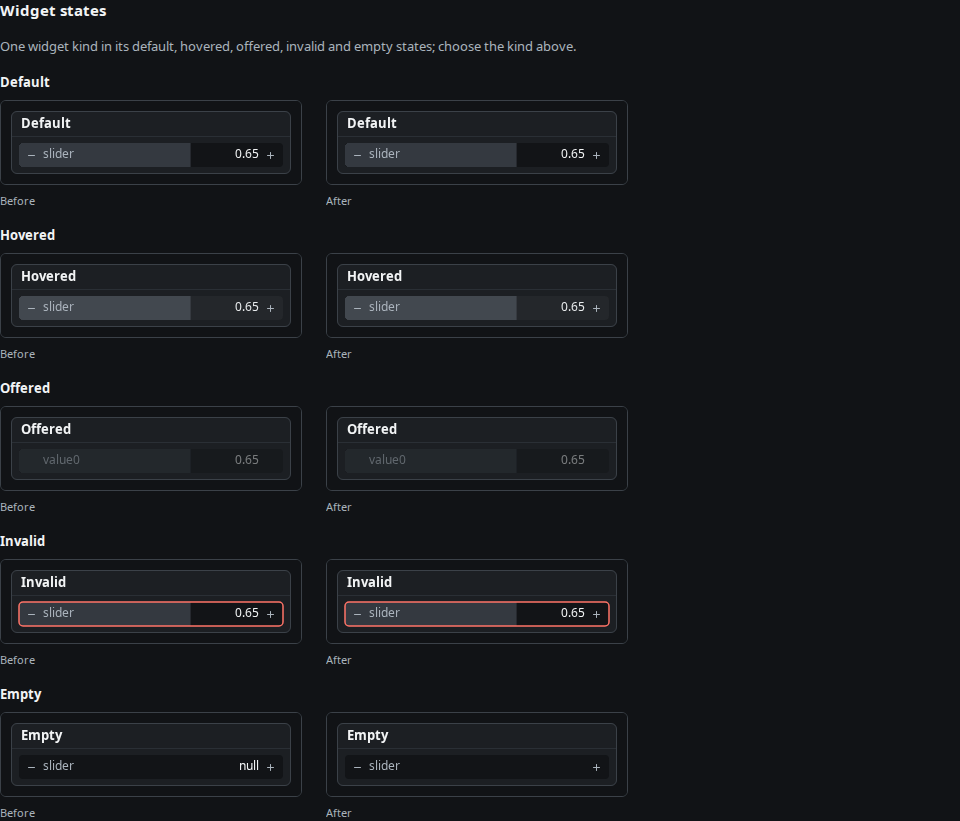 Widget states
One widget kind in its default, hovered, offered, invalid and empty states; choose the kind above.
Default
Default
– slider 0.65 +
Default
– slider 0.65 +
Before
After
Hovered
Hovered
– slider 0.65 +
Hovered
– slider 0.65 +
Before
After
Offered
Offered
value0 0.65
Offered
value0 0.65
Before
After
Invalid
Invalid
– slider 0.65 +
Invalid
– slider 0.65 +
Before
After
Empty
Empty
– slider null +
Empty
– slider +
Before
After